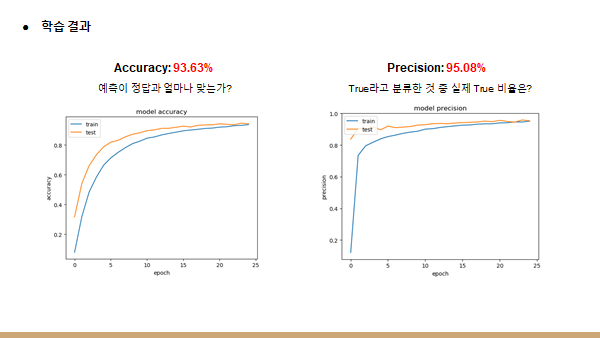 ● 학습 결과
Accuracy: 93.63%
예측이 정답과 얼마나 맞는가?
model accuracy
train
test
0.8
0.6
0.4
0.2
accuracy
0 5 10 15 20 25
epoch
Precision: 95.08%
True라고 분류한 것 중 실제 True 비율은?
model precision
train
test
1.0
0.8
0.6
0.4
0.2
precision
0 5 10 15 20 25
epoch